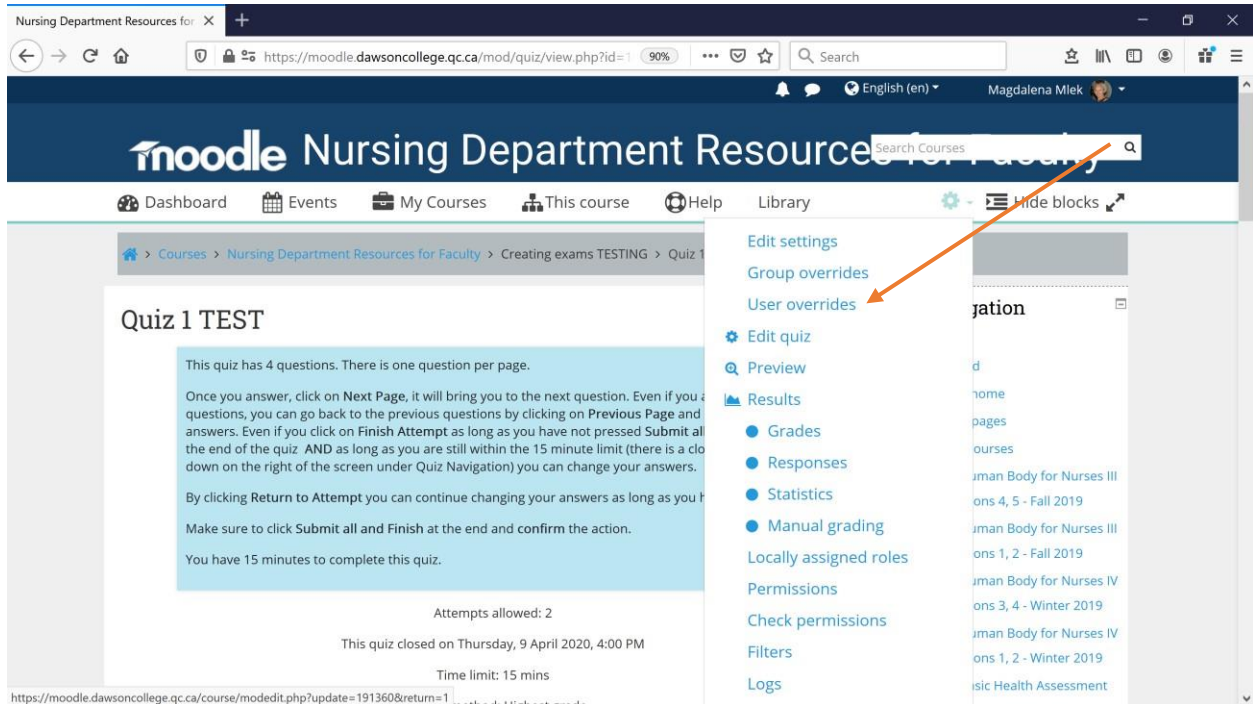 Nursing Department Resources for
https://moodle.dawsoncollege.qc.ca/mod/quiz/view.php?id=1 90% Search
English (en) Magdalena Mlek
moodle Nursing Department Resources for Faculty
Search Courses
Dashboard Events My Courses This course Help Library Hide blocks
> Courses > Nursing Department Resources for Faculty > Creating exams TESTING > Quiz 1
Quiz 1 TEST
This quiz has 4 questions. There is one question per page.
Once you answer, click on Next Page, it will bring you to the next question. Even if you a
questions, you can go back to the previous questions by clicking on Previous Page and
answers. Even if you click on Finish Attempt as long as you have not pressed Submit all
the end of the quiz AND as long as you are still within the 15 minute limit (there is a clo
down on the right of the screen under Quiz Navigation) you can change your answers.
By clicking Return to Attempt you can continue changing your answers as long as you h
Make sure to click Submit all and Finish at the end and confirm the action.
You have 15 minutes to complete this quiz.
Attempts allowed: 2
This quiz closed on Thursday, 9 April 2020, 4:00 PM
Time limit: 15 mins
Edit settings
Group overrides
User overrides
Edit quiz
Preview
Results
Grades
Responses
Statistics
Manual grading
Locally assigned roles
Permissions
Check permissions
Filters
Logs
gation
d
home
pages
ourses
uman Body for Nurses III
ons 4, 5 - Fall 2019
uman Body for Nurses III
ons 1, 2 - Fall 2019
uman Body for Nurses IV
ons 3, 4 - Winter 2019
uman Body for Nurses IV
ons 1, 2 - Winter 2019
sic Health Assessment
https://moodle.dawsoncollege.qc.ca/course/modedit.php?update=191360&return=1